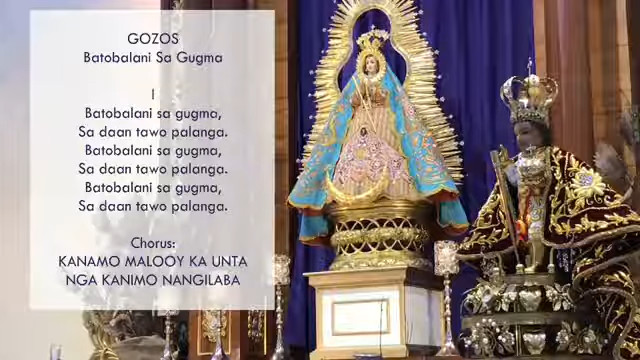 GOZOS
Batobalani Sa Gugma
I
Batobalani sa gugma,
Sa daan tawo palanga.
Batobalani sa gugma,
Sa daan tawo palanga.
Batobalani sa gugma,
Sa daan tawo palanga.
Chorus:
KANAMO MALOOY KA UNTA
NGA KANIMO NANGILABA